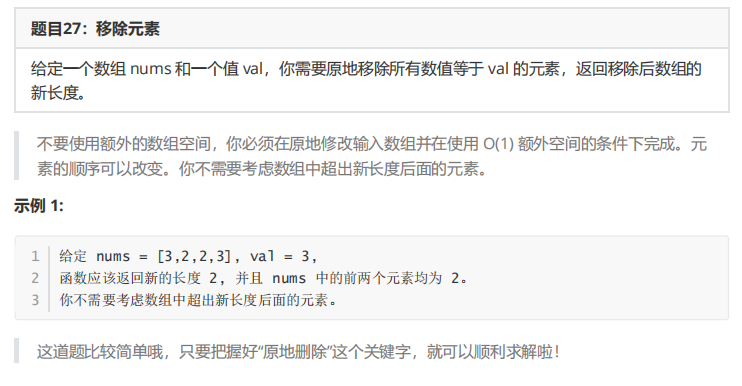 题目27：移除元素
给定一个数组 nums 和一个值 val，你需要原地移除所有数值等于 val 的元素，返回移除后数组的
新长度。
不要使用额外的数组空间，你必须在原地修改输入数组并在使用 O(1) 额外空间的条件下完成。元
素的顺序可以改变。你不需要考虑数组中超出新长度后面的元素。
示例 1:
1 给定 nums = [3,2,2,3], val = 3,
2 函数应该返回新的长度 2, 并且 nums 中的前两个元素均为 2。
3 你不需要考虑数组中超出新长度后面的元素。
这道题比较简单哦，只要把握好“原地删除”这个关键字，就可以顺利求解啦！